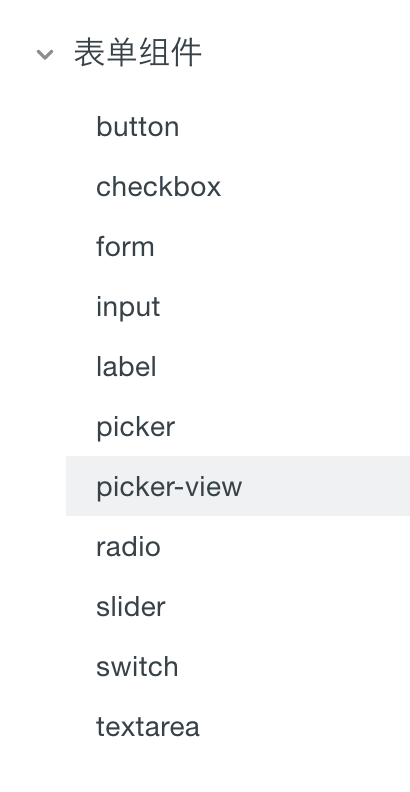 表单组件
button
checkbox
form
input
label
picker
picker-view
radio
slider
switch
textarea